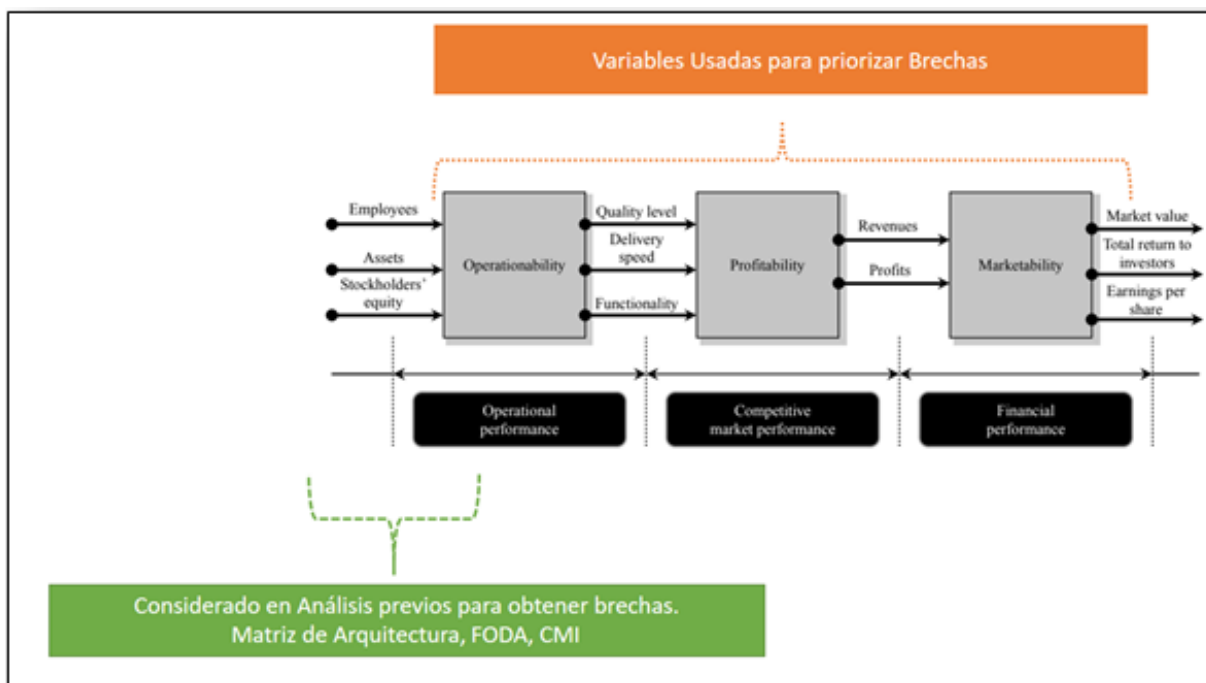 Variables Usadas para priorizar Brechas
Employees
Assets
Stockholders'
equity
Operationability
Quality level
Delivery
speed
Functionality
Profitability
Revenues
Profits
Marketability
Market value
Total return to
investors
Earnings per
share
Operational
performance
Competitive
market performance
Financial
performance
Considerado en Análisis previos para obtener brechas.
Matriz de Arquitectura, FODA, CMI